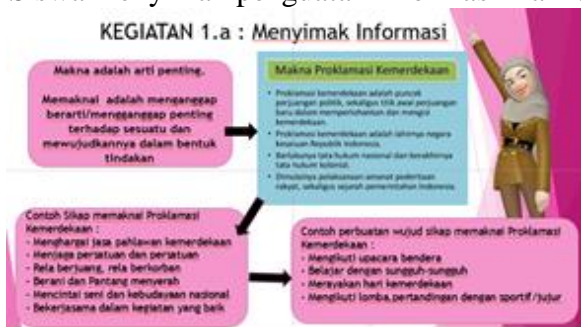 KEGIATAN 1.a : Menyimak Informasi
Makna adalah arti penting.
Memaknai adalah menganggap
berarti/mengganggap penting
terhadap sesuatu dan
mewujudkannya dalam bentuk
tindakan
Makna Proklamasi Kemerdekaan
• Proklamasi kemerdekaan adalah puncak
perjuangan politik, sekaligus titik awal perjuangan
baru dalam mempertahankan dan mengisi
kemerdekaan.
• Proklamasi kemerdekaan adalah lahirnya negara
kesatuan Republik Indonesia.
• Berlakunya tata hukum nasional dan berakhirnya
tata hukum kolonial.
• Dimulainya pelaksanaan amanat penderitaan
rakyat, sekaligus sejarah pemerintahan Indonesia.
Contoh Sikap memaknai Proklamasi
Kemerdekaan :
- Menghargai jasa pahlawan kemerdekaan
- Menjaga persatuan dan persatuan
- Rela berjuang, rela berkorban
- Berani dan Pantang menyerah
- Mencintai seni dan kebudayaan nasional
- Bekerjasama dalam kegiatan yang baik
Contoh perbuatan wujud sikap memaknai Proklamasi
Kemerdekaan :
- Mengikuti upacara bendera
- Belajar dengan sungguh-sungguh
- Merayakan hari kemerdekaan
- Mengikuti lomba,pertandingan dengan sportif/jujur